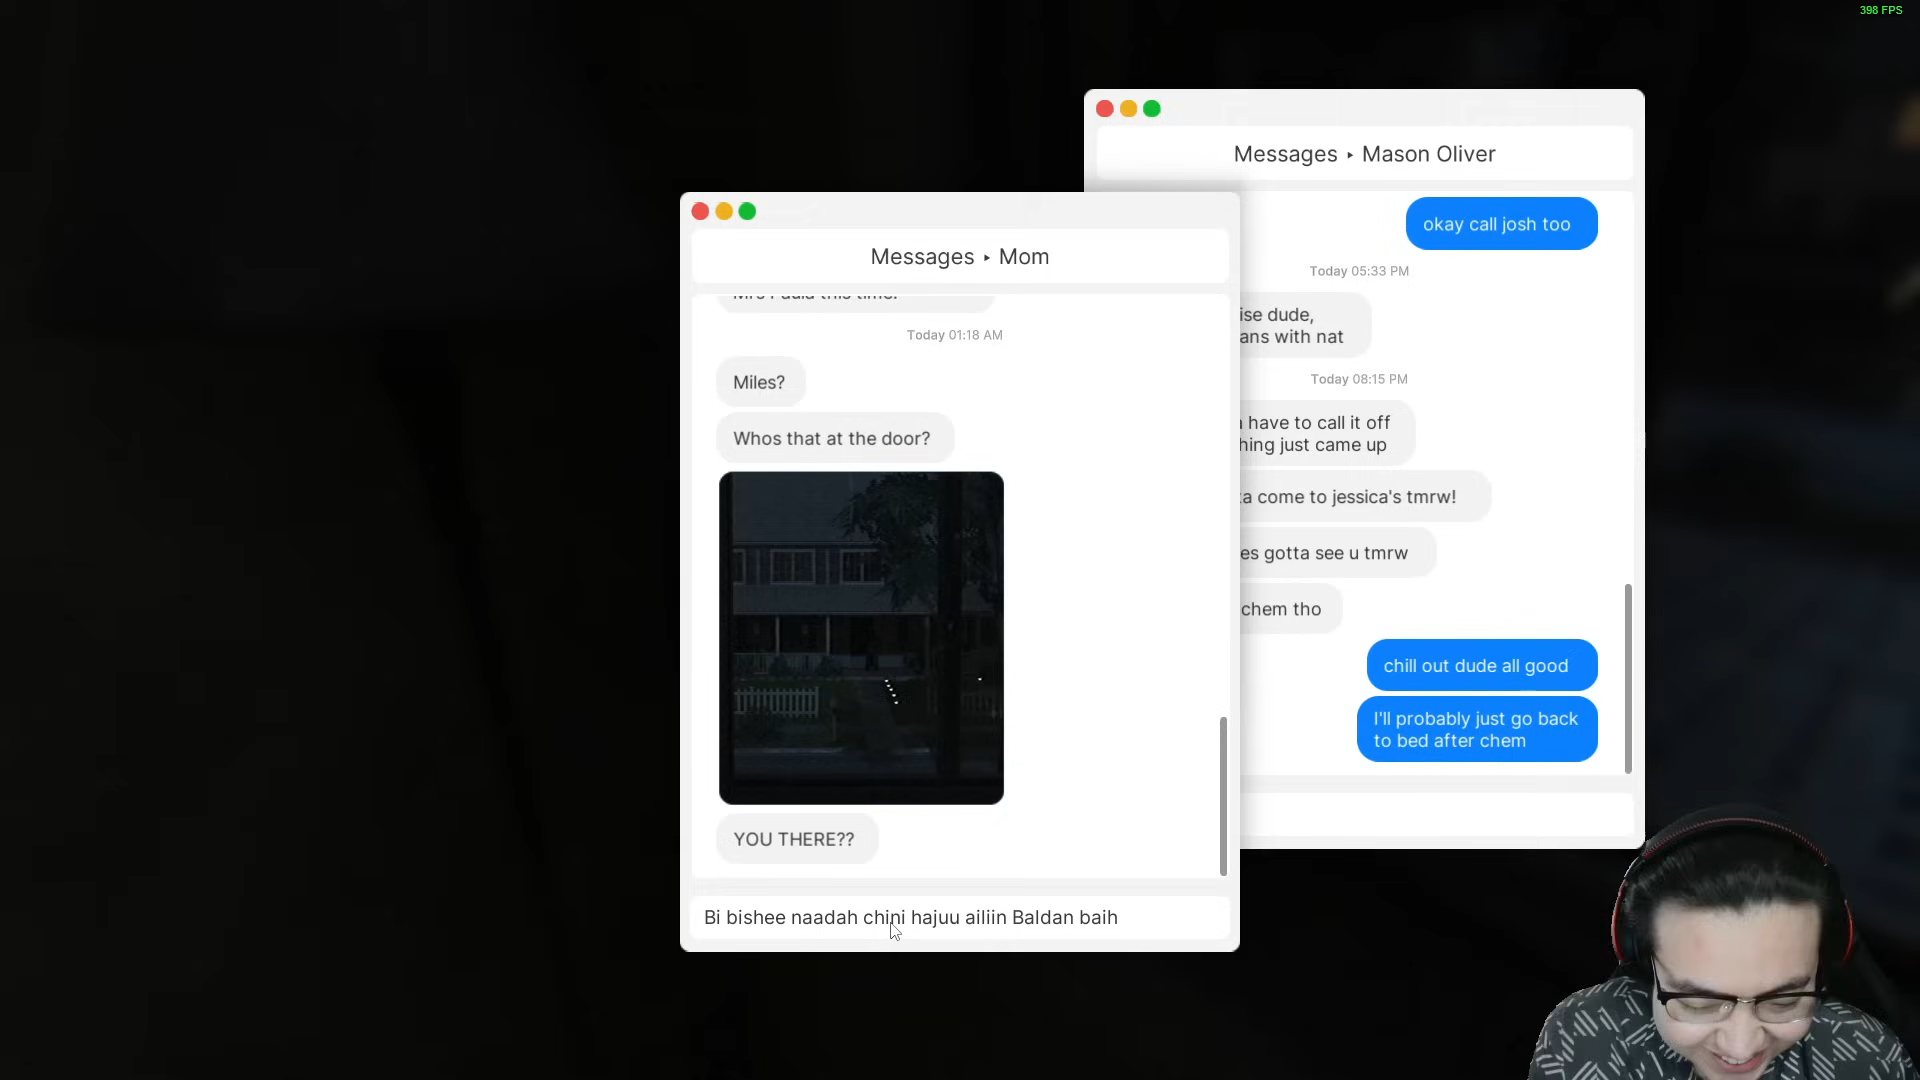 398 FPS
Messages ▸ Mason Oliver
okay call josh too
Today 05:33 PM
ise dude,
ans with nat
Today 08:15 PM
have to call it off
hing just came up
a come to jessica's tmrw!
es gotta see u tmrw
chem tho
chill out dude all good
I'll probably just go back
to bed after chem
Messages ▸ Mom
Mrs Paula this time!
Today 01:18 AM
Miles?
Whos that at the door?
YOU THERE??
Bi bishee naadah chini hajuu ailiin Baldan baih